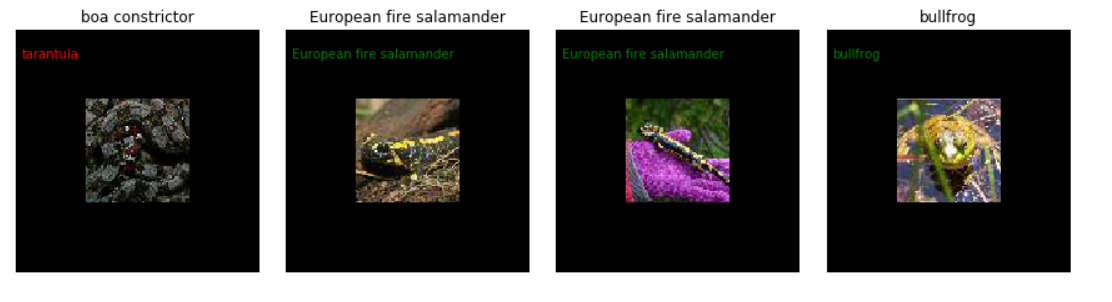 boa constrictor
European fire salamander
European fire salamander
bullfrog
tarantula
European fire salamander
European fire salamander
bullfrog